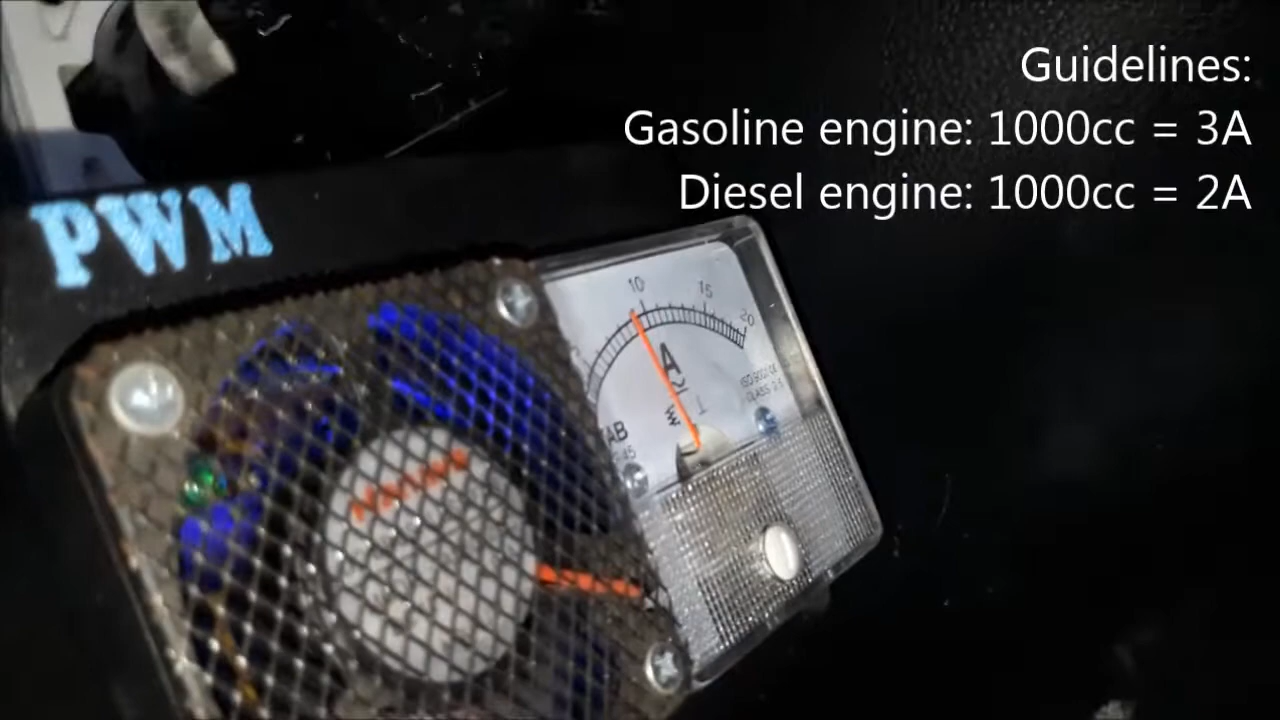 Guidelines:
Gasoline engine: 1000cc = 3A
Diesel engine: 1000cc = 2A
PWM
10
15
20
A